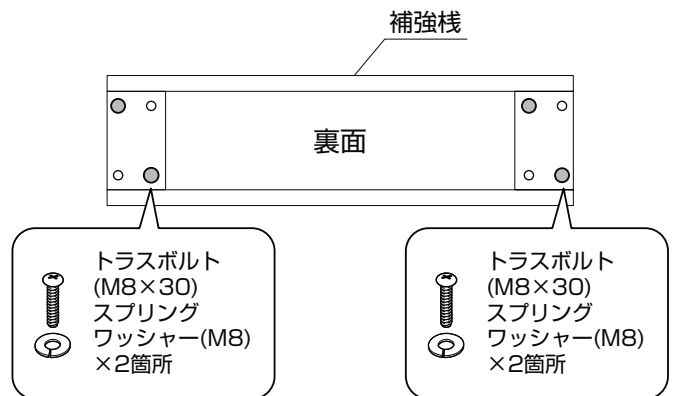 補強桟
裏面
トラスボルト
(M8×30)
スプリング
ワッシャー(M8)
×2箇所
トラスボルト
(M8×30)
スプリング
ワッシャー(M8)
×2箇所